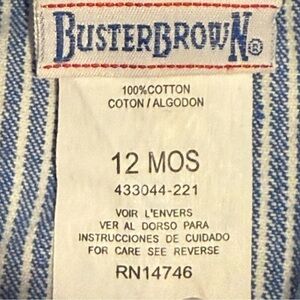 BUSTERBROWN®
100%COTTON
COTON/ALGODON
12 MOS
433044-221
VOIR L'ENVERS
VER AL DORSO PARA
INSTRUCCIONES DE CUIDADO
FOR CARE SEE REVERSE
RN14746